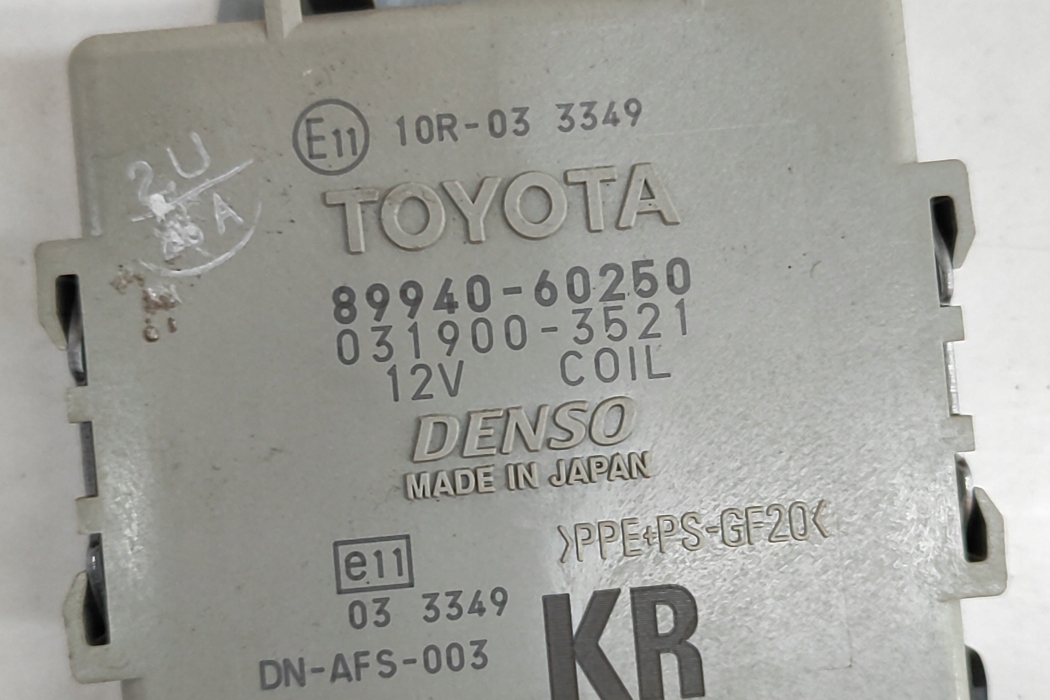 E11 10R-03 3349
2.U
A
TOYOTA
89940-60250
031900-3521
12V COIL
DENSO
MADE IN JAPAN
>PPE+PS-GF20<
e11
03 3349
KR
DN-AFS-003